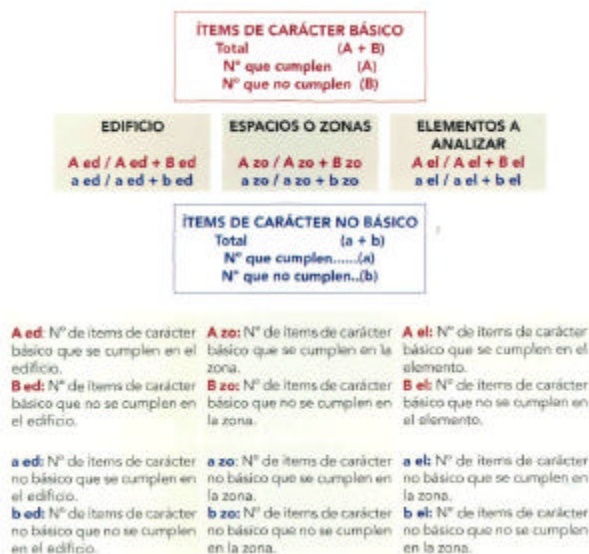 ÍTEMS DE CARÁCTER BÁSICO
Total (A + B)
Nº que cumplen (A)
Nº que no cumplen (B)
EDIFICIO
A ed / A ed + B ed
a ed / a ed + b ed
ESPACIOS O ZONAS
A zo / A zo + B zo
a zo / a zo + b zo
ELEMENTOS A
ANALIZAR
A el / A el + B el
a el / a el + b el
ÍTEMS DE CARÁCTER NO BÁSICO
Total (a + b)
Nº que cumplen......(a)
Nº que no cumplen..(b)
A ed: Nº de ítems de carácter
básico que se cumplen en el
edificio.
B ed: Nº de ítems de carácter
básico que no se cumplen en
el edificio.
a ed: Nº de ítems de carácter
no básico que se cumplen en
el edificio.
b ed: Nº de ítems de carácter
no básico que no se cumplen
en el edificio.
A zo: Nº de ítems de carácter
básico que se cumplen en la
zona.
B zo: Nº de ítems de carácter
básico que no se cumplen en
la zona.
a zo: Nº de ítems de carácter
no básico que se cumplen en
la zona.
b zo: Nº de ítems de carácter
no básico que no se cumplen
en la zona.
A el: Nº de ítems de carácter
básico que se cumplen en el
elemento.
B el: Nº de ítems de carácter
básico que no se cumplen en
el elemento.
a el: Nº de ítems de carácter
no básico que se cumplen en
la zona.
b el: Nº de ítems de carácter
no básico que no se cumplen
en la zona.